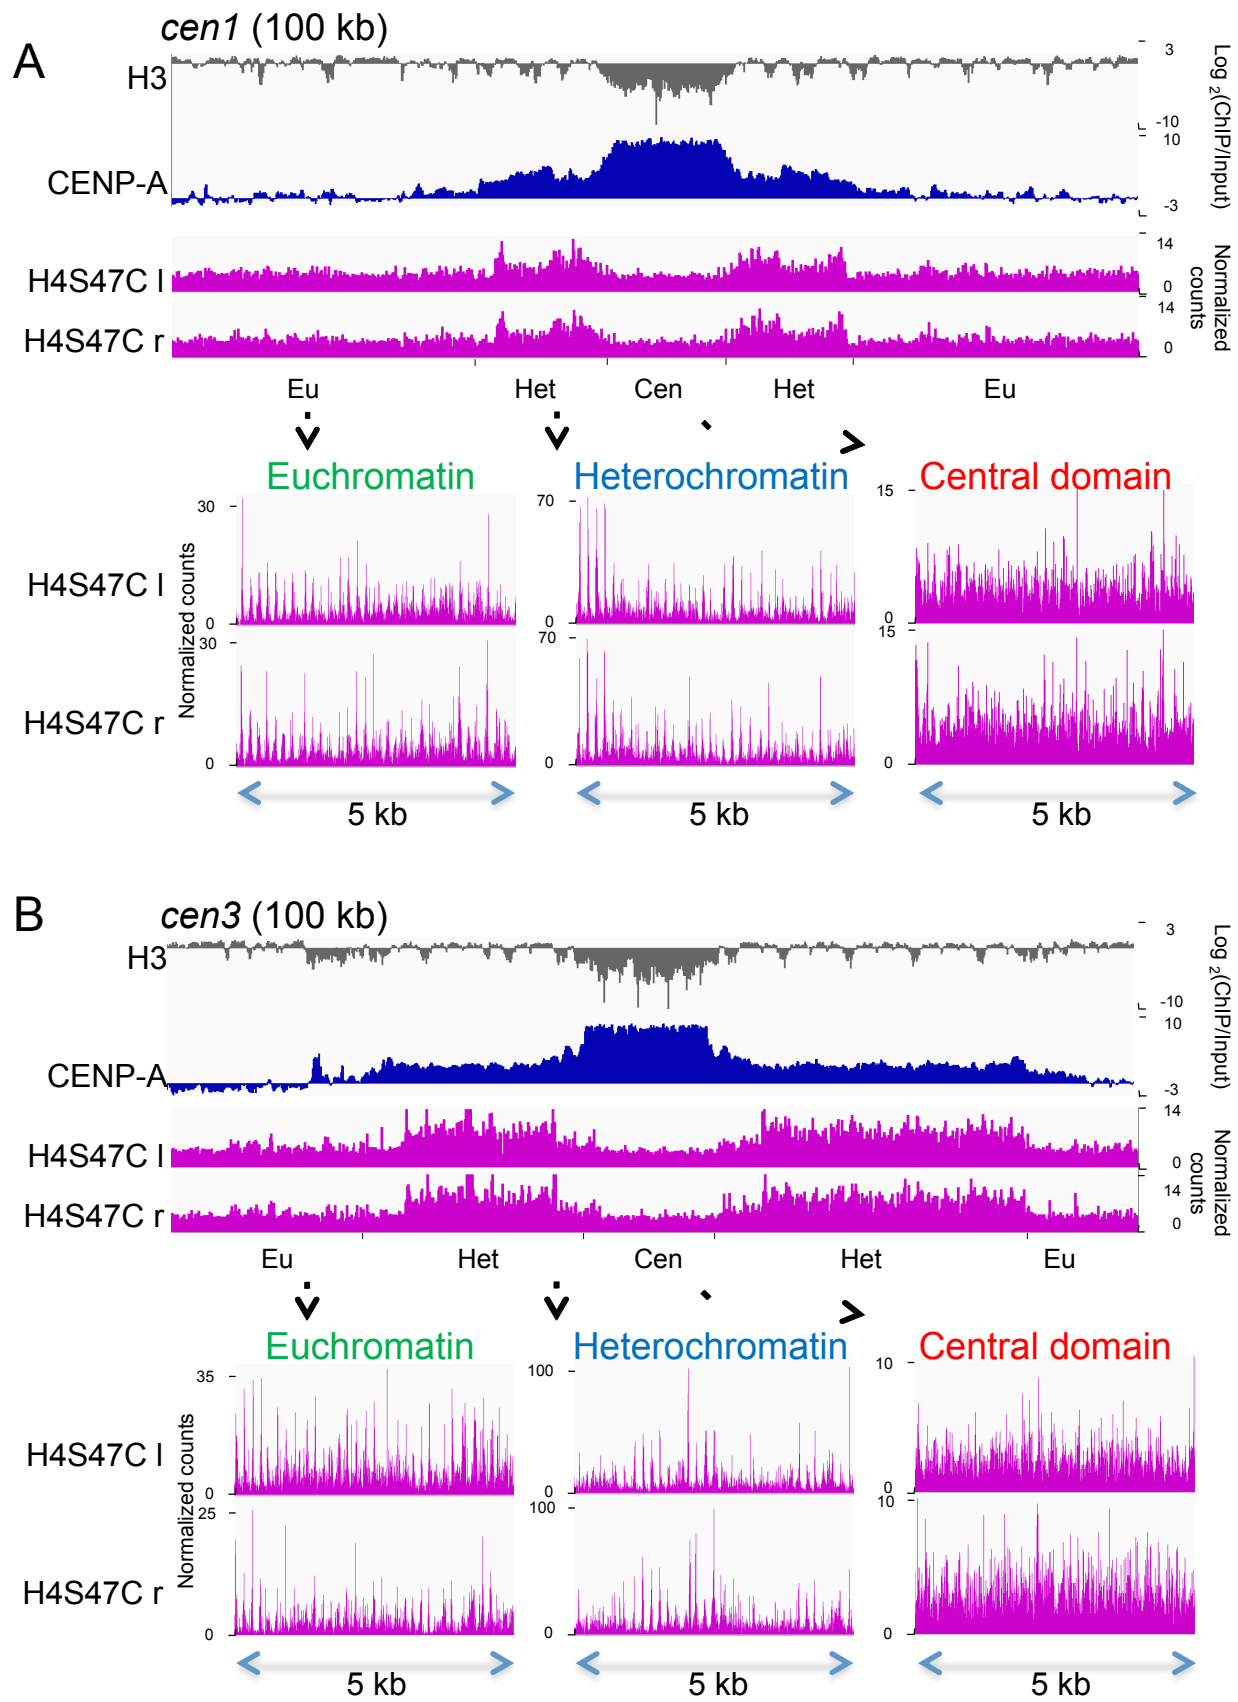 A
cen1 (100 kb)
H3
3
-10
Log 2(ChIP/Input)
CENP-A
10
-3
H4S47C l
14
0
Normalized counts
H4S47C r
14
0
Eu Het Cen Het Eu
Euchromatin Heterochromatin Central domain
Normalized counts
H4S47C l
30
0
70
0
15
0
H4S47C r
30
0
70
0
15
0
5 kb 5 kb 5 kb
B
cen3 (100 kb)
H3
3
-10
Log 2(ChIP/Input)
CENP-A
10
-3
H4S47C l
14
0
Normalized counts
H4S47C r
14
0
Eu Het Cen Het Eu
Euchromatin Heterochromatin Central domain
Normalized counts
H4S47C l
35
0
100
0
10
0
H4S47C r
25
0
100
0
10
0
5 kb 5 kb 5 kb